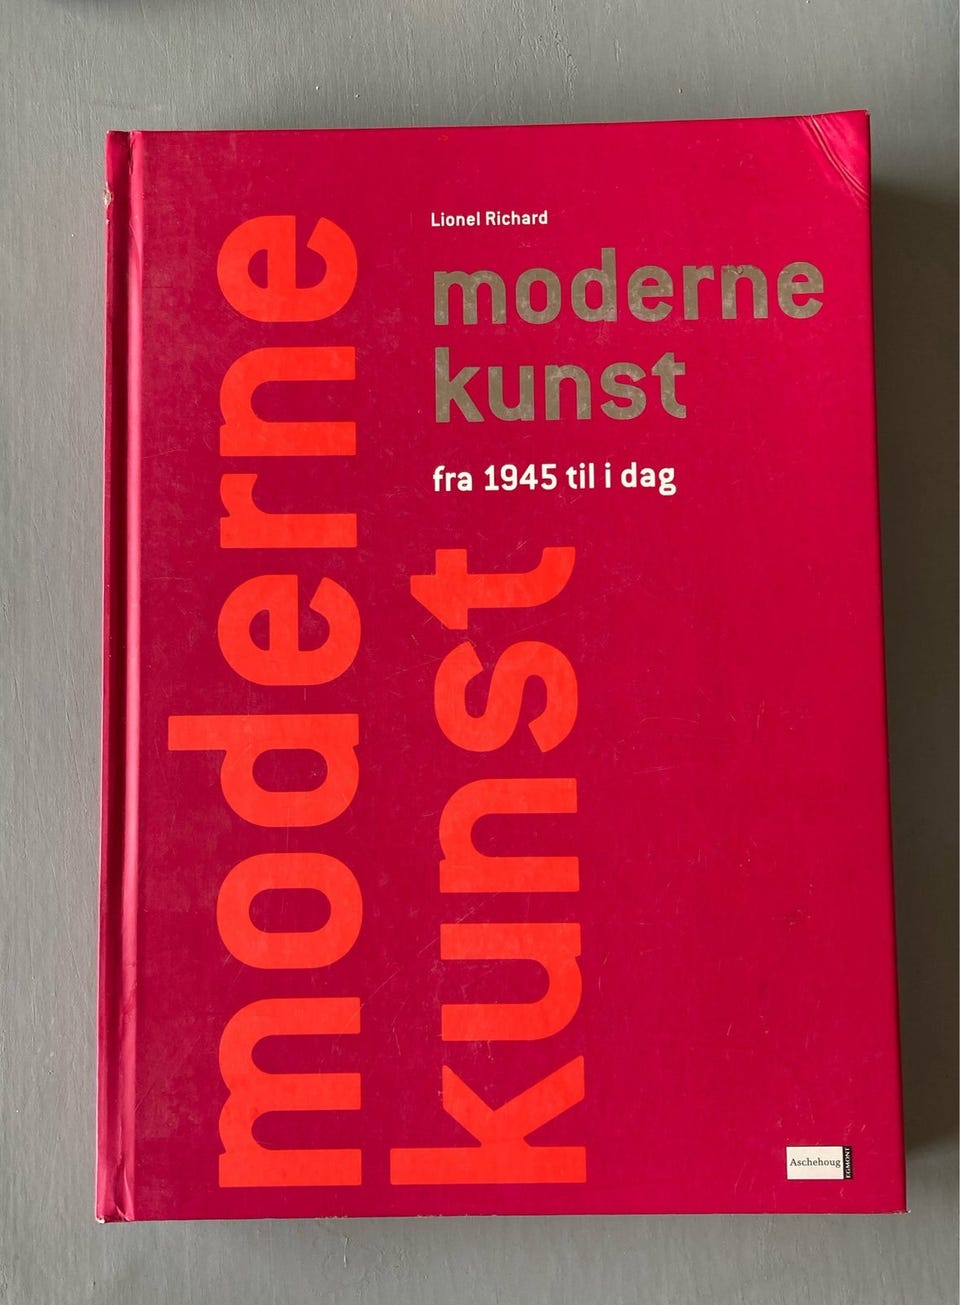 Lionel Richard
moderne
kunst
fra 1945 til i dag
moderne
kunst
Aschehoug
EGMONT